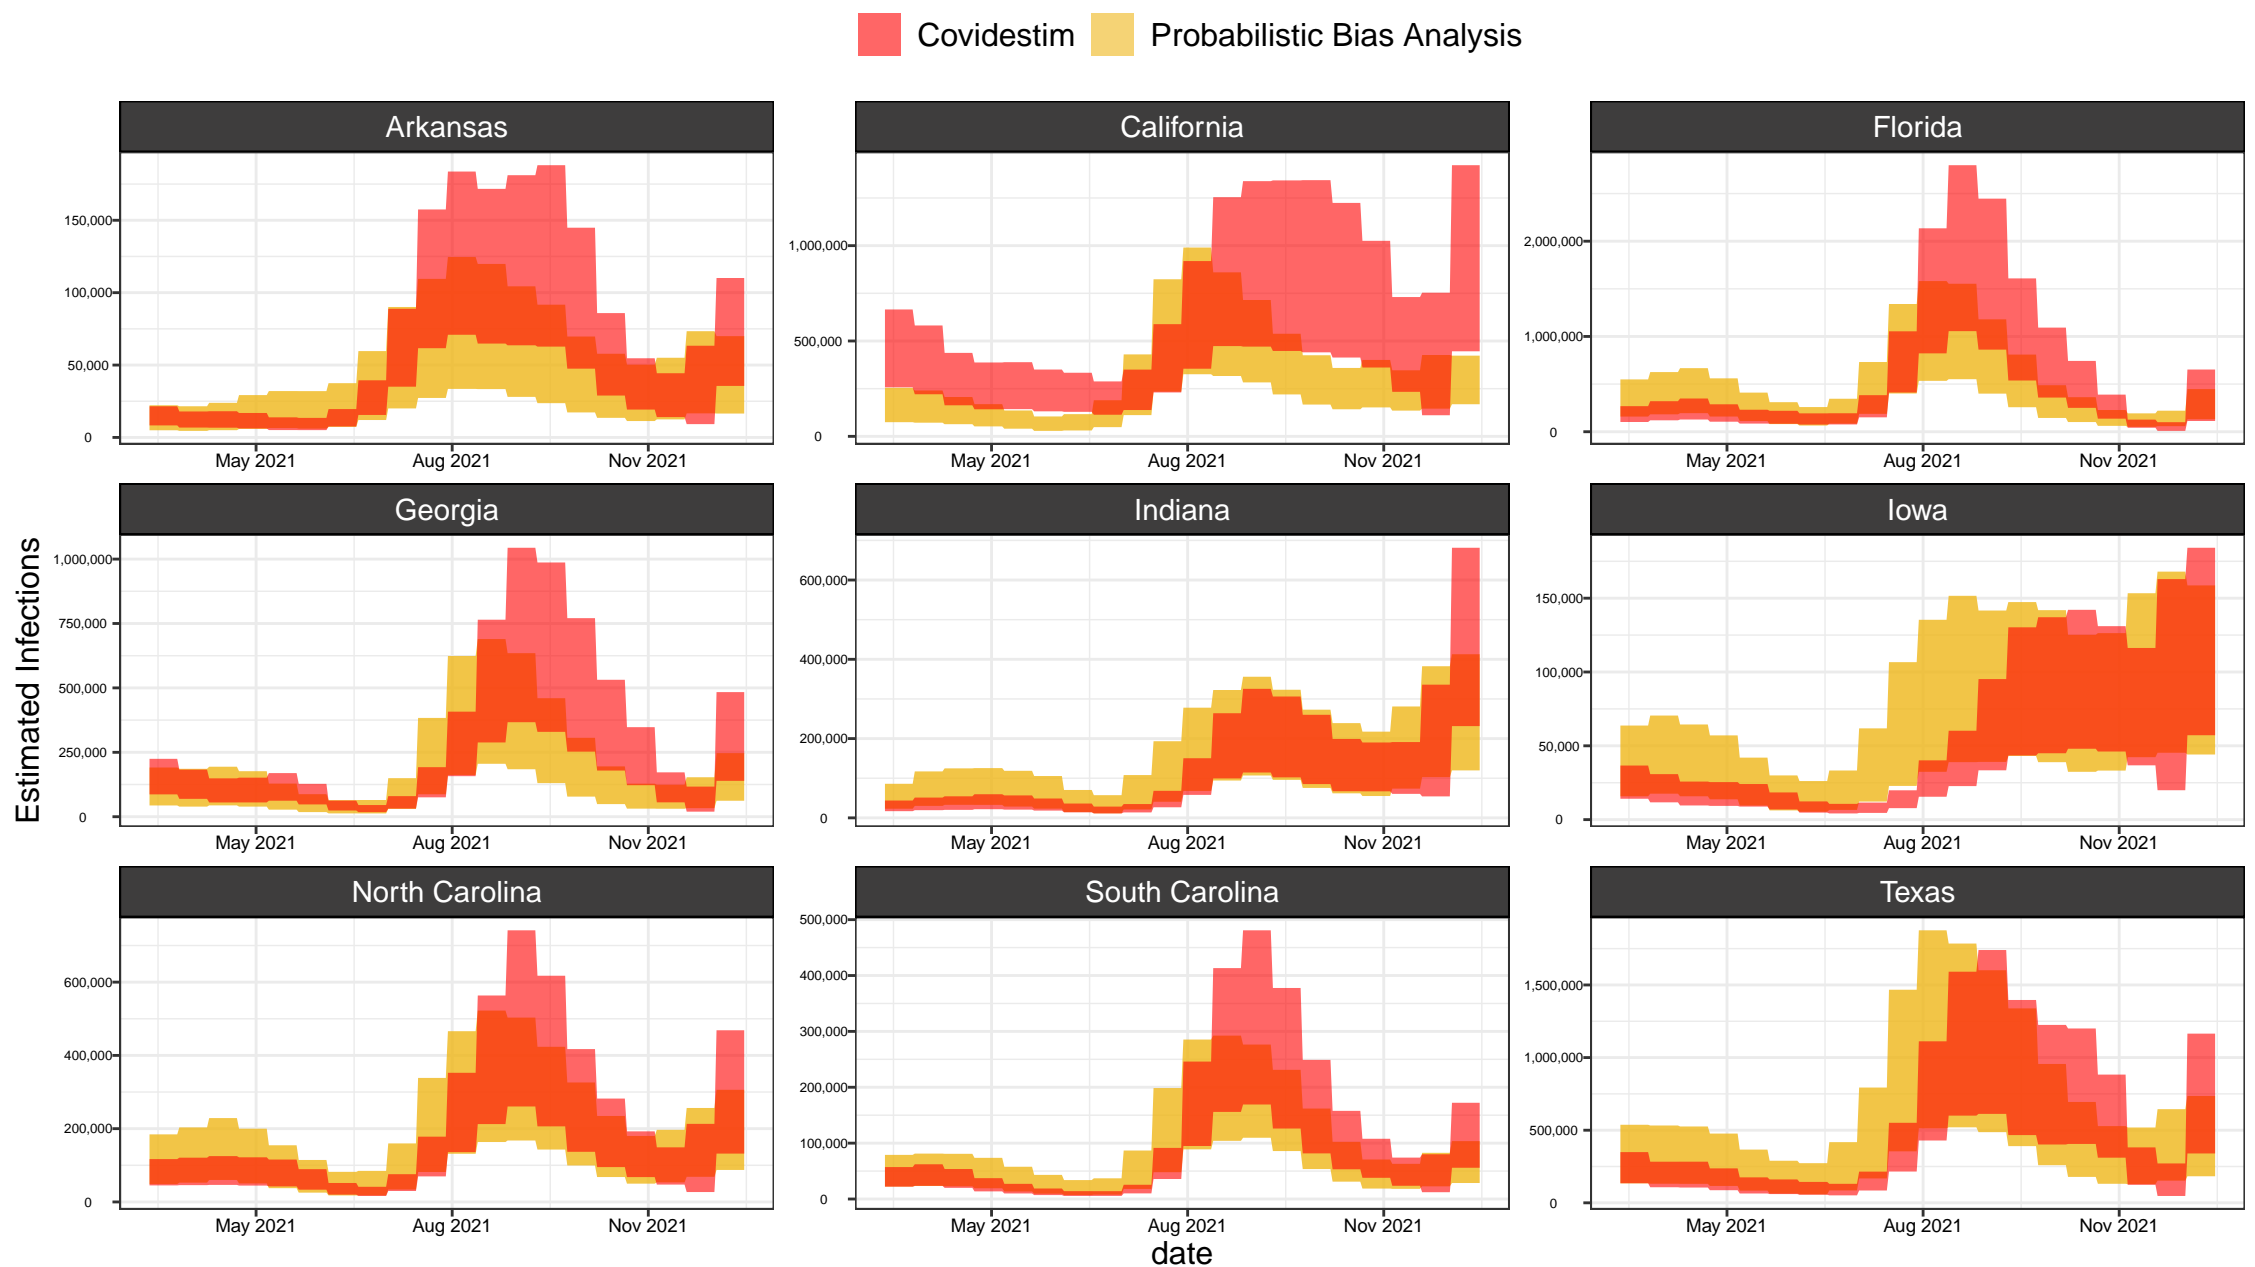 Covidestim Probabilistic Bias Analysis
Estimated Infections
Arkansas
150,000
100,000
50,000
0
May 2021 Aug 2021 Nov 2021
California
1,000,000
500,000
0
May 2021 Aug 2021 Nov 2021
Florida
2,000,000
1,000,000
0
May 2021 Aug 2021 Nov 2021
Georgia
1,000,000
750,000
500,000
250,000
0
May 2021 Aug 2021 Nov 2021
Indiana
600,000
400,000
200,000
0
May 2021 Aug 2021 Nov 2021
Iowa
150,000
100,000
50,000
0
May 2021 Aug 2021 Nov 2021
North Carolina
600,000
400,000
200,000
0
May 2021 Aug 2021 Nov 2021
South Carolina
500,000
400,000
300,000
200,000
100,000
0
May 2021 Aug 2021 Nov 2021
Texas
1,500,000
1,000,000
500,000
0
May 2021 Aug 2021 Nov 2021
date